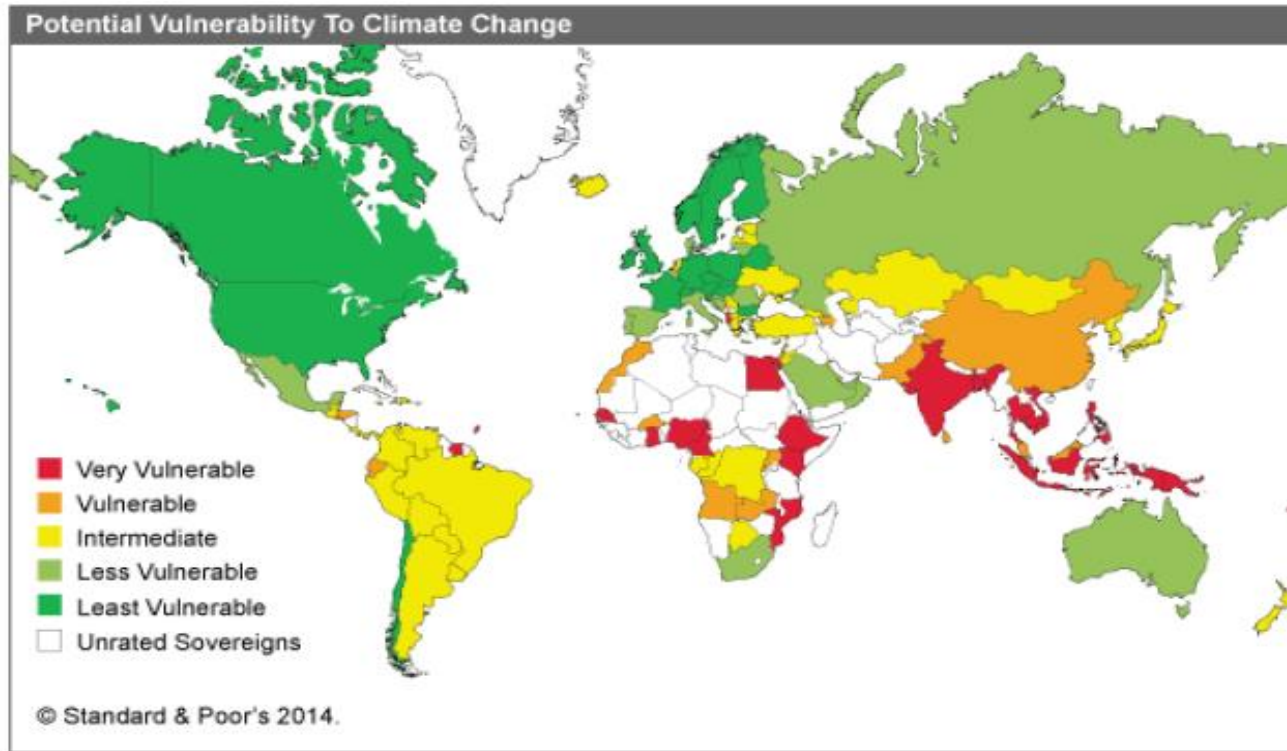 Potential Vulnerability To Climate Change
Very Vulnerable
Vulnerable
Intermediate
Less Vulnerable
Least Vulnerable
Unrated Sovereigns
© Standard & Poor's 2014.